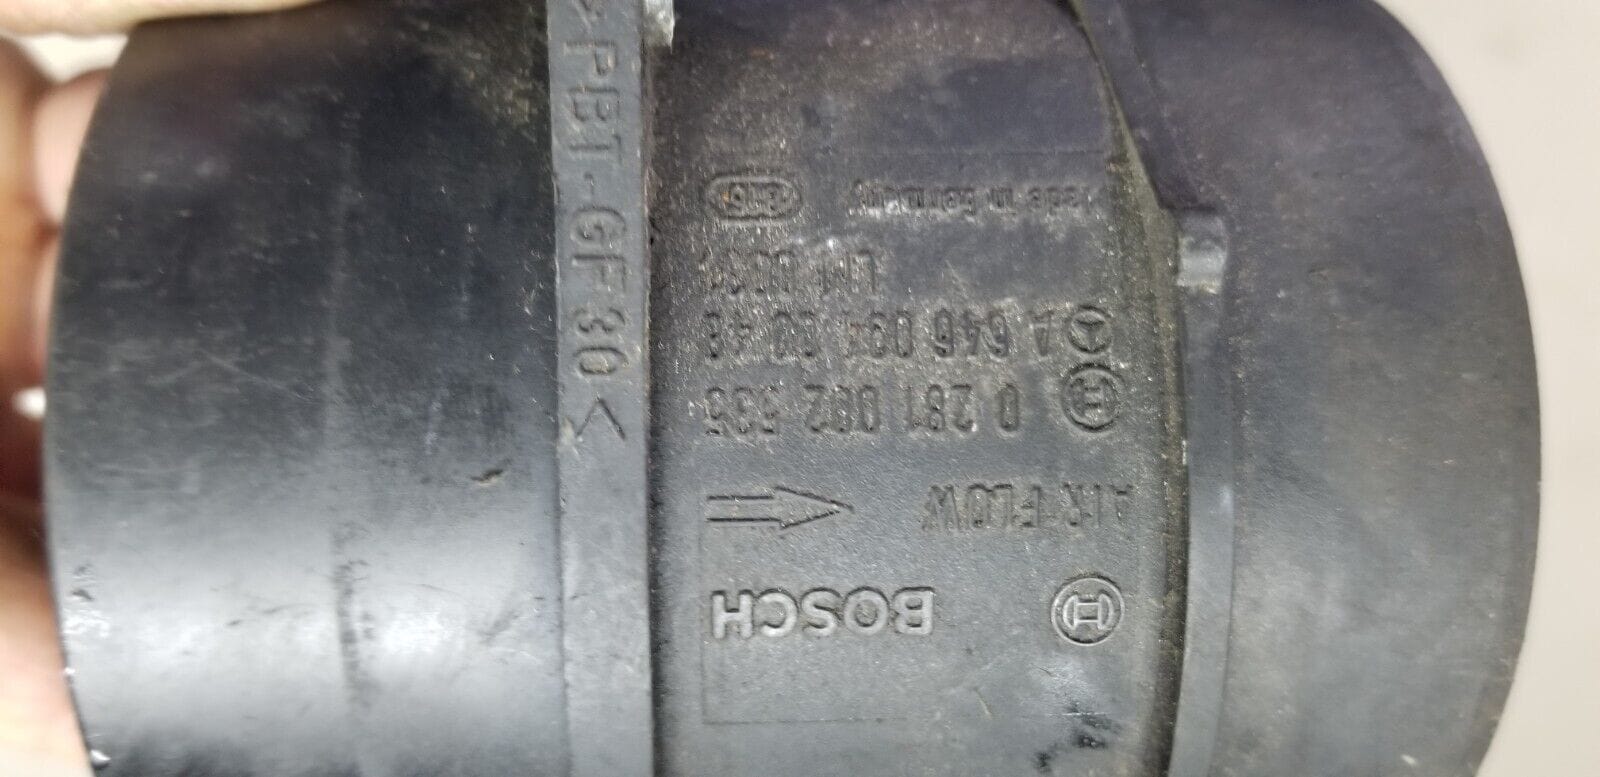 BOSCH
AIR FLOW
0 281 002 535
A 646 094 00 48
Made in Germany
>PBT-GF30<